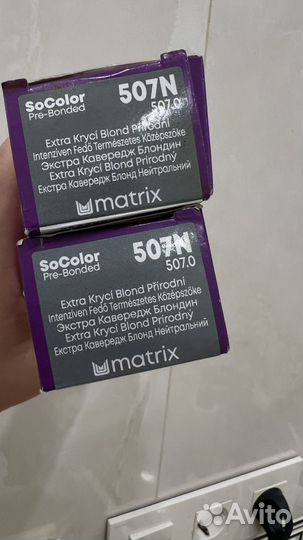 SoColor
Pre-Bonded
507N
507.0
Extra Krycí Blond Přírodní
Intenzíven Fedő Természetes Középszőke
Экстра Кавередж Блондин
Extra Krycí Blond Prírodný
Екстра Кавередж Блонд Нейтральний
matrix
SoColor
Pre-Bonded
507N
507.0
Extra Krycí Blond Přírodní
Intenzíven Fedő Természetes Középszőke
Экстра Кавередж Блондин
Extra Krycí Blond Prírodný
Екстра Кавередж Блонд Нейтральний
matrix
Avito